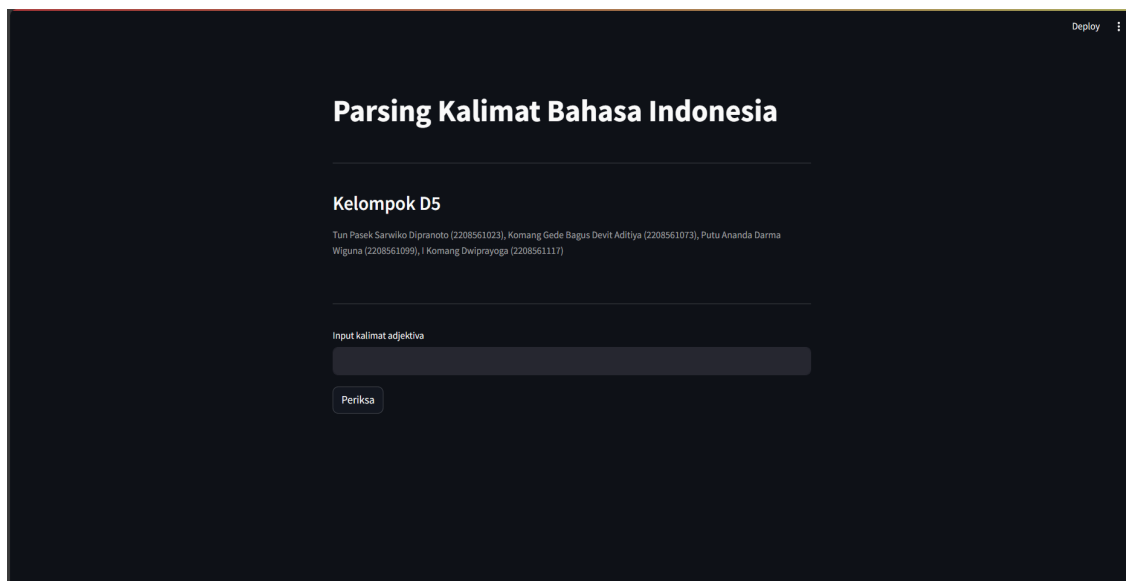 Deploy
Parsing Kalimat Bahasa Indonesia
Kelompok D5
Tun Pasek Sarwiko Dipranoto (2208561023), Komang Gede Bagus Devit Aditiya (2208561073), Putu Ananda Darma
Wiguna (2208561099), I Komang Dwiprayoga (2208561117)
Input kalimat adjektiva
Periksa